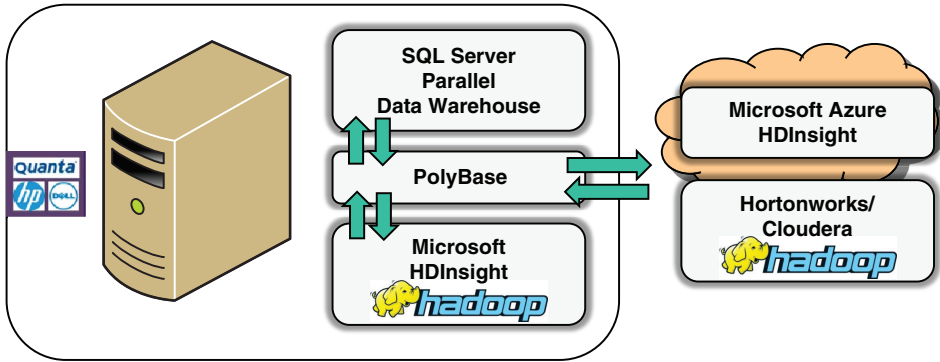 Quanta
hp
DELL
SQL Server
Parallel
Data Warehouse
PolyBase
Microsoft
HDInsight
hadoop
Microsoft Azure
HDInsight
Hortonworks/
Cloudera
hadoop